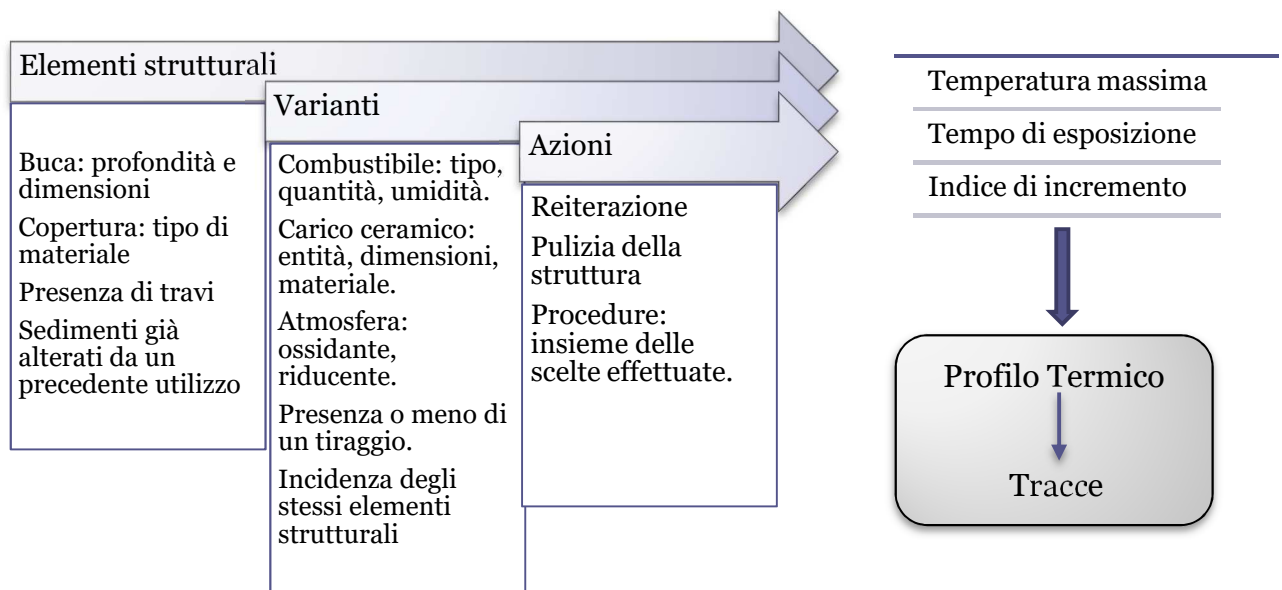 Elementi strutturali
Buca: profondità e
dimensioni
Copertura: tipo di
materiale
Presenza di travi
Sedimenti già
alterati da un
precedente utilizzo
Varianti
Combustibile: tipo,
quantità, umidità.
Carico ceramico:
entità, dimensioni,
materiale.
Atmosfera:
ossidante,
riducente.
Presenza o meno di
un tiraggio.
Incidenza degli
stessi elementi
strutturali
Azioni
Reiterazione
Pulizia della
struttura
Procedure:
insieme delle
scelte effettuate.
Temperatura massima
Tempo di esposizione
Indice di incremento
Profilo Termico
Tracce